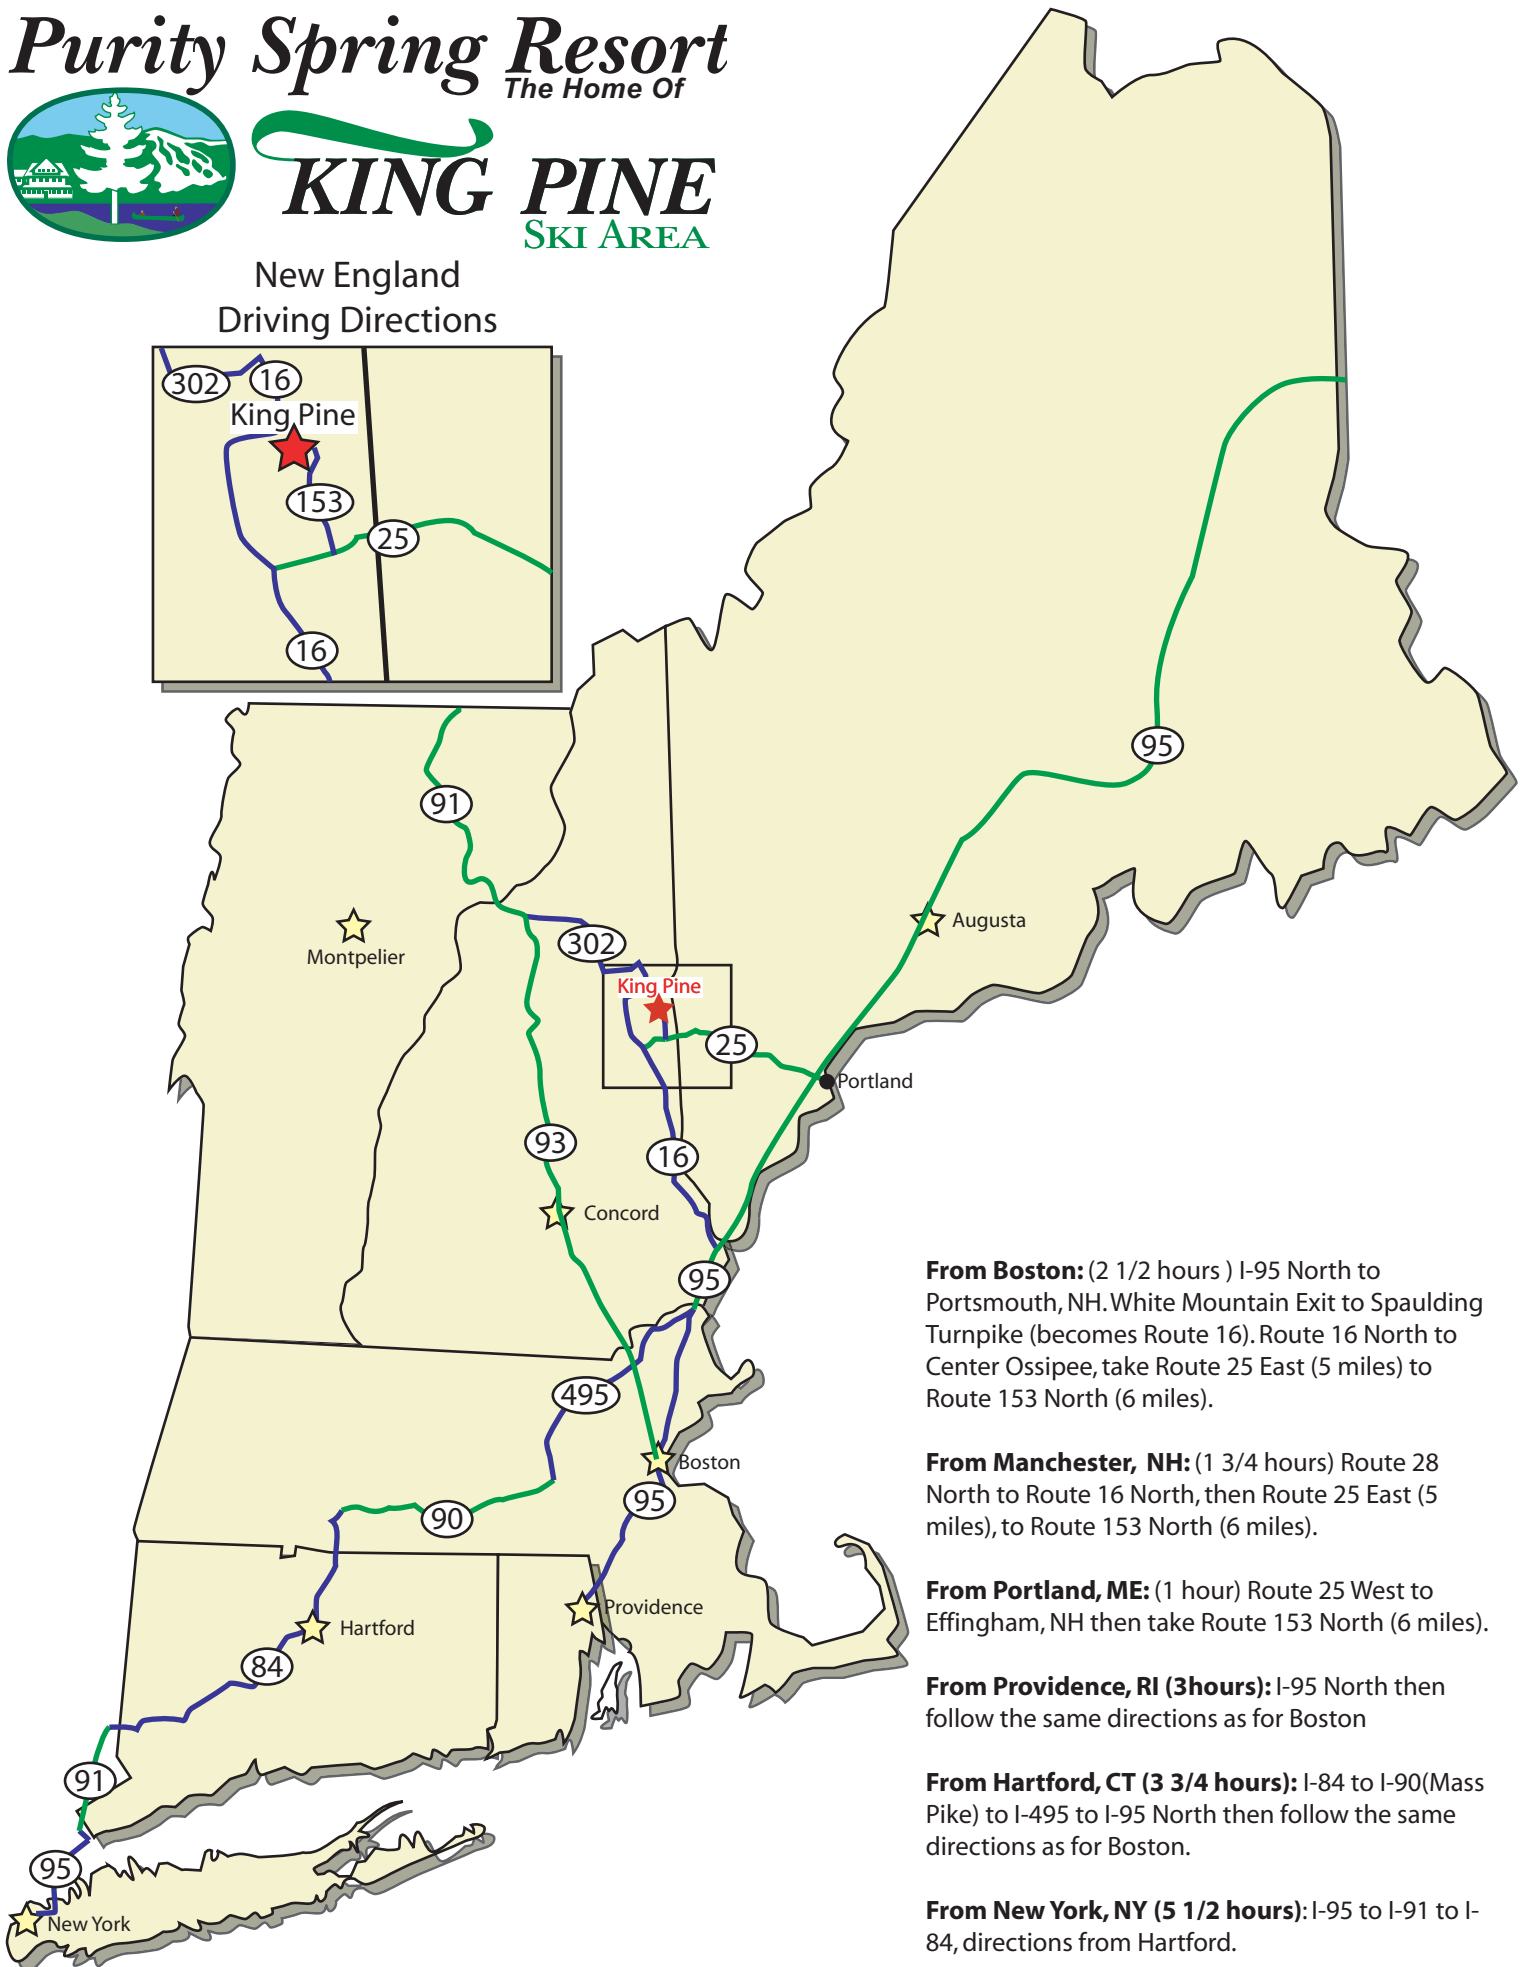 Purity Spring Resort
The Home Of
KING PINE
SKI AREA
New England
Driving Directions
302
16
King Pine
153
25
16
95
91
Augusta
Montpelier
302
King Pine
25
Portland
93
16
Concord
95
495
Boston
95
90
Providence
Hartford
84
91
95
New York
From Boston: (2 1/2 hours ) I-95 North to
Portsmouth, NH. White Mountain Exit to Spaulding
Turnpike (becomes Route 16). Route 16 North to
Center Ossipee, take Route 25 East (5 miles) to
Route 153 North (6 miles).
From Manchester, NH: (1 3/4 hours) Route 28
North to Route 16 North, then Route 25 East (5
miles), to Route 153 North (6 miles).
From Portland, ME: (1 hour) Route 25 West to
Effingham, NH then take Route 153 North (6 miles).
From Providence, RI (3hours): I-95 North then
follow the same directions as for Boston
From Hartford, CT (3 3/4 hours): I-84 to I-90(Mass
Pike) to I-495 to I-95 North then follow the same
directions as for Boston.
From New York, NY (5 1/2 hours): I-95 to I-91 to I-
84, directions from Hartford.